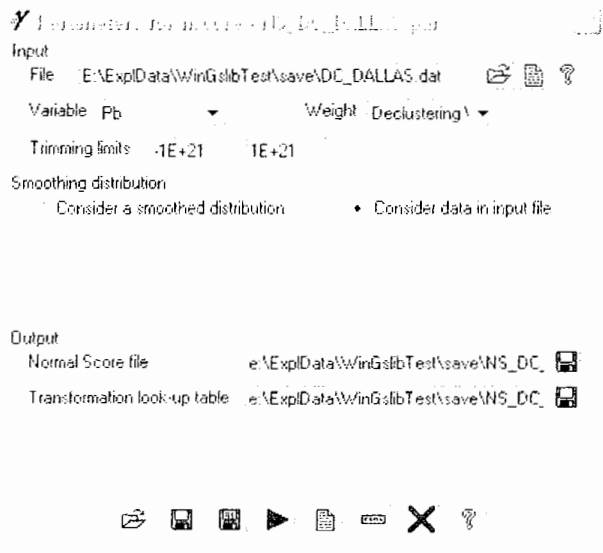 Input
File E:\ExplData\WinGslibTest\save\DC_DALLAS.dat
Variable Pb Weight Declustering \
Trimming limits -1E+21 1E+21
Smoothing distribution
Consider a smoothed distribution Consider data in input file
Output
Normal Score file e:\ExplData\WinGslibTest\save\NS_DC_
Transformation look-up table e:\ExplData\WinGslibTest\save\NS_DC_